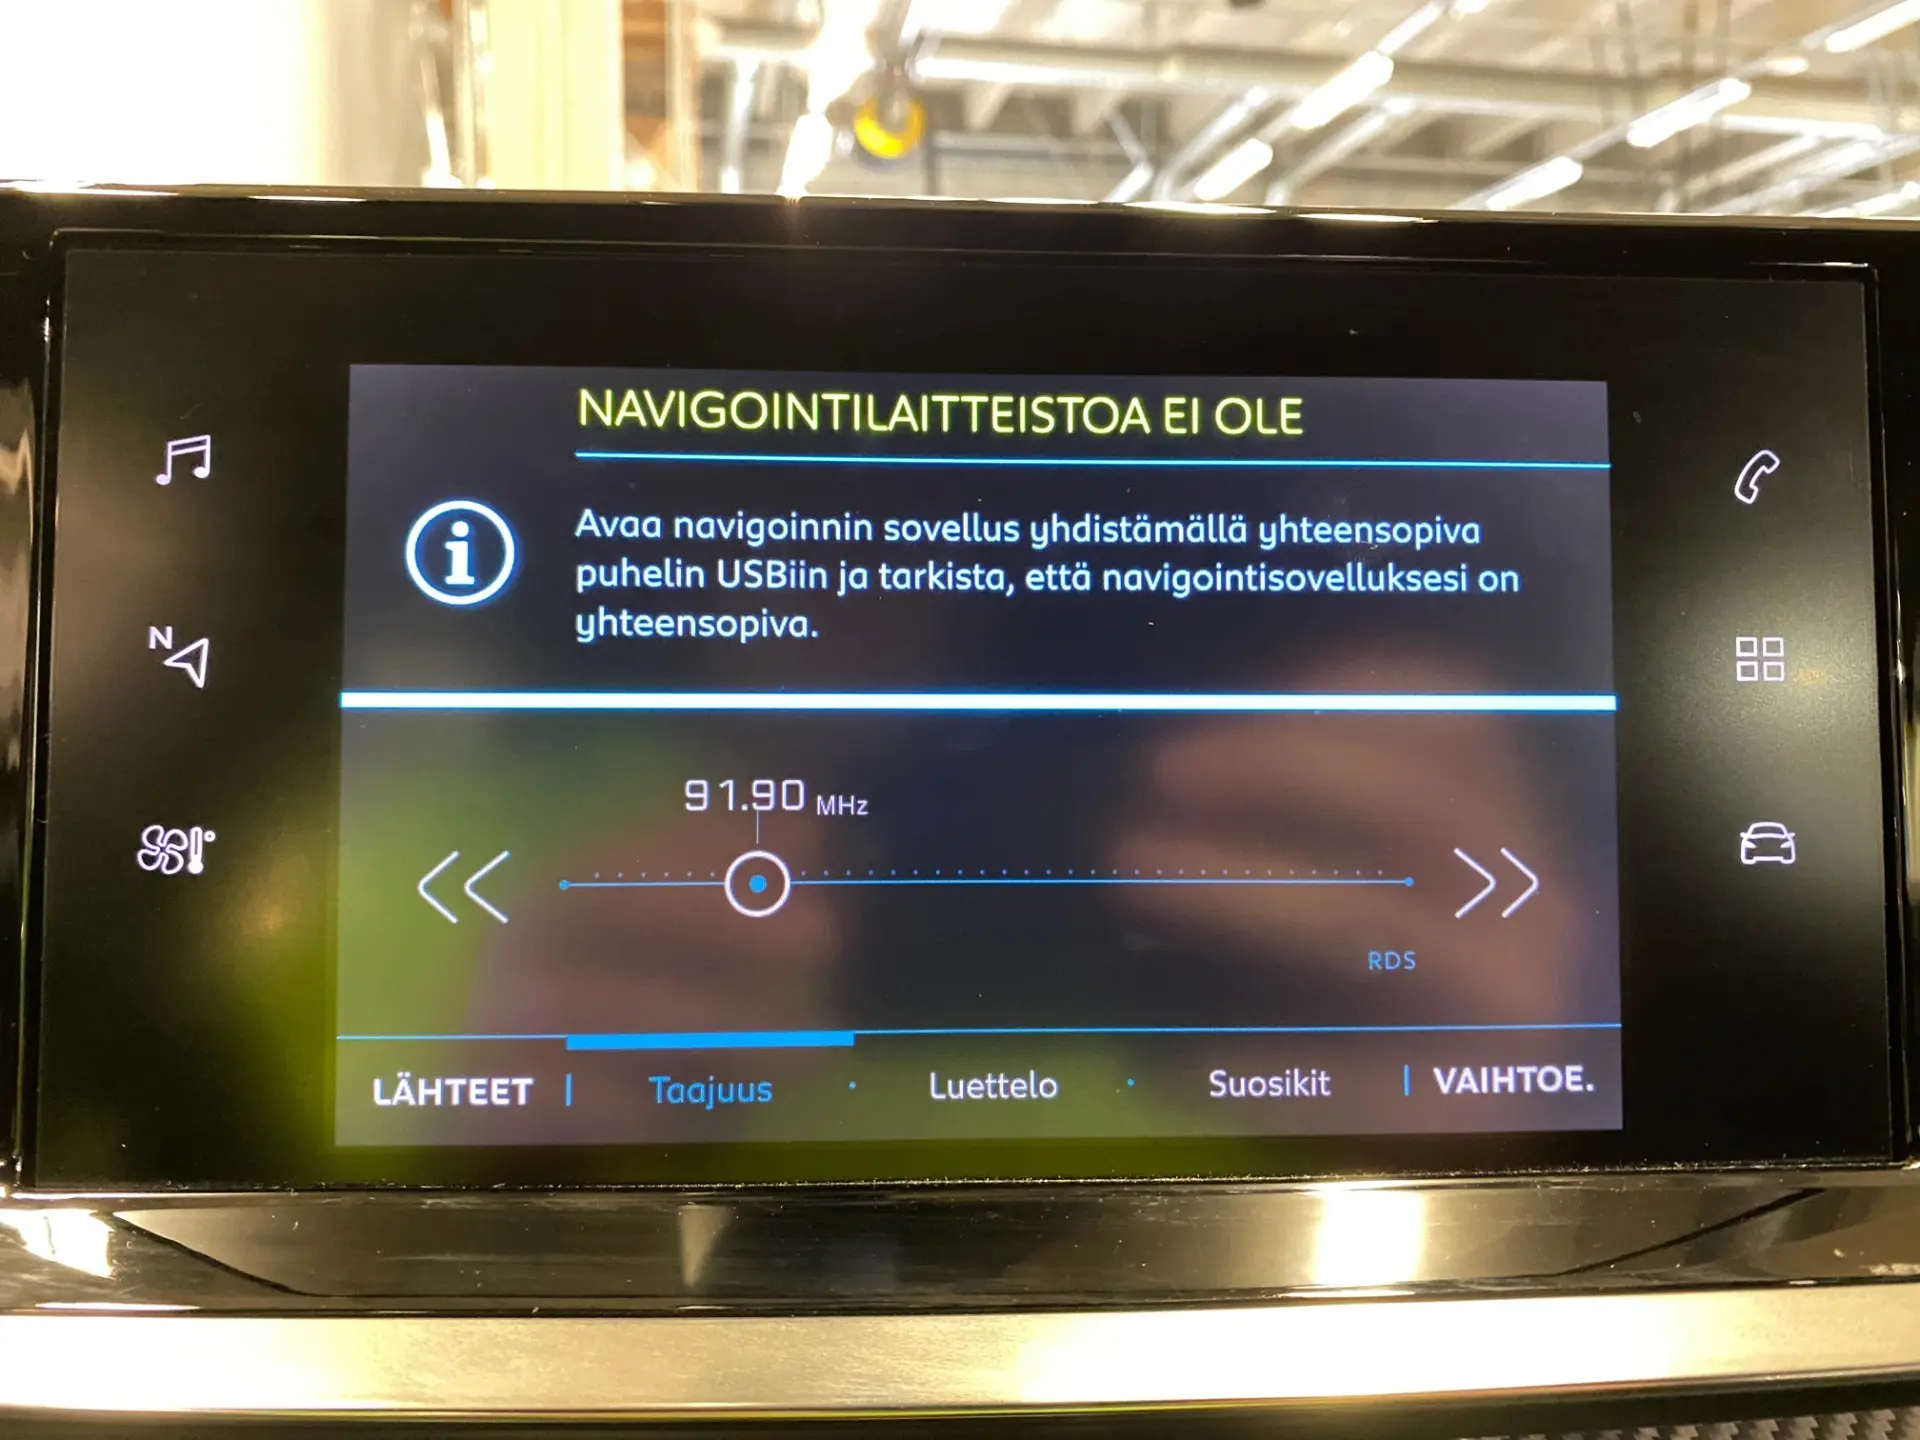 NAVIGOINTILAITTEISTOA EI OLE
Avaa navigoinnin sovellus yhdistämällä yhteensopiva
puhelin USBiin ja tarkista, että navigointisovelluksesi on
yhteensopiva.
N
91.90 MHz
RDS
LÄHTEET | Taajuus · Luettelo · Suosikit | VAIHTOE.